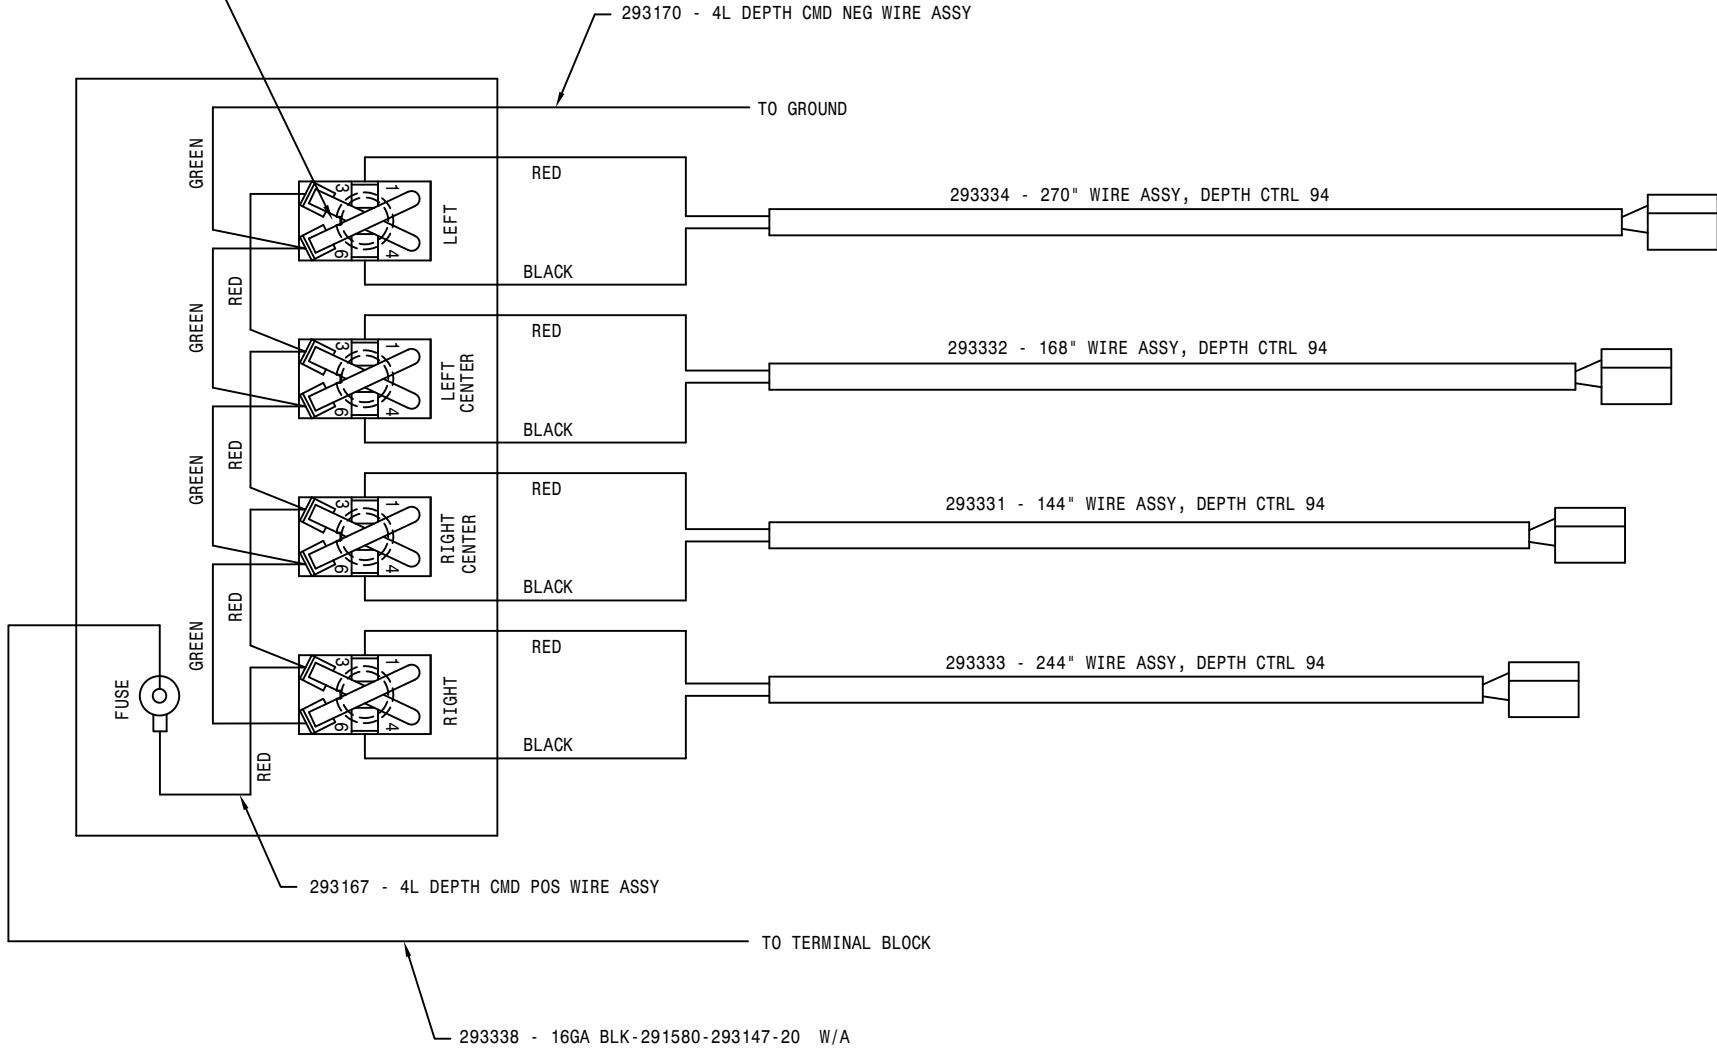 293170 - 4L DEPTH CMD NEG WIRE ASSY
TO GROUND
GREEN
RED
3
1
6
4
LEFT
BLACK
293334 - 270" WIRE ASSY, DEPTH CTRL 94
RED
GREEN
RED
3
1
6
4
LEFT
CENTER
BLACK
293332 - 168" WIRE ASSY, DEPTH CTRL 94
RED
GREEN
RED
3
1
6
4
RIGHT
CENTER
BLACK
293331 - 144" WIRE ASSY, DEPTH CTRL 94
RED
GREEN
RED
3
1
6
4
RIGHT
BLACK
293333 - 244" WIRE ASSY, DEPTH CTRL 94
FUSE
RED
293167 - 4L DEPTH CMD POS WIRE ASSY
TO TERMINAL BLOCK
293338 - 16GA BLK-291580-293147-20 W/A